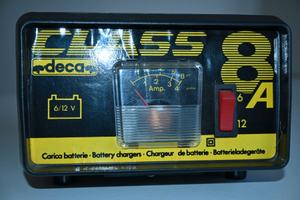 CLASS
8
deca
6/12 V
Amp.
6
A
12
Carica batterie - Battery chargers - Chargeur de batterie - Batterieladegeräte